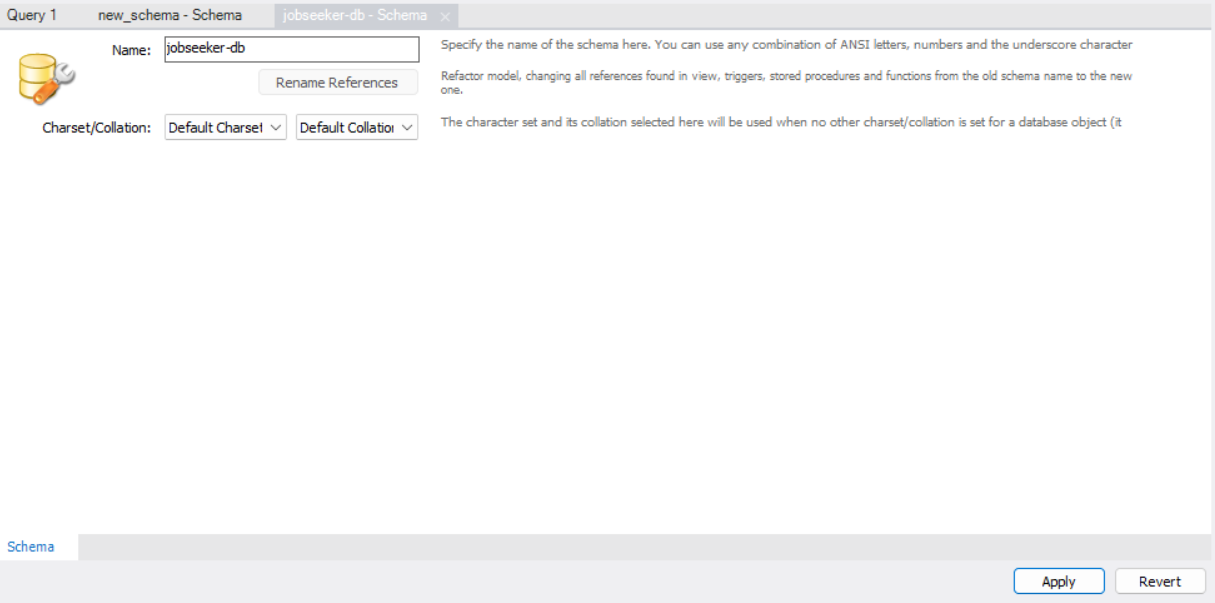 Query 1 new_schema - Schema jobseeker-db - Schema ×
Name: jobseeker-db Specify the name of the schema here. You can use any combination of ANSI letters, numbers and the underscore character
Rename References Refactor model, changing all references found in view, triggers, stored procedures and functions from the old schema name to the new
one.
Charset/Collation: Default Charset Default Collation The character set and its collation selected here will be used when no other charset/collation is set for a database object (it
Schema
Apply Revert